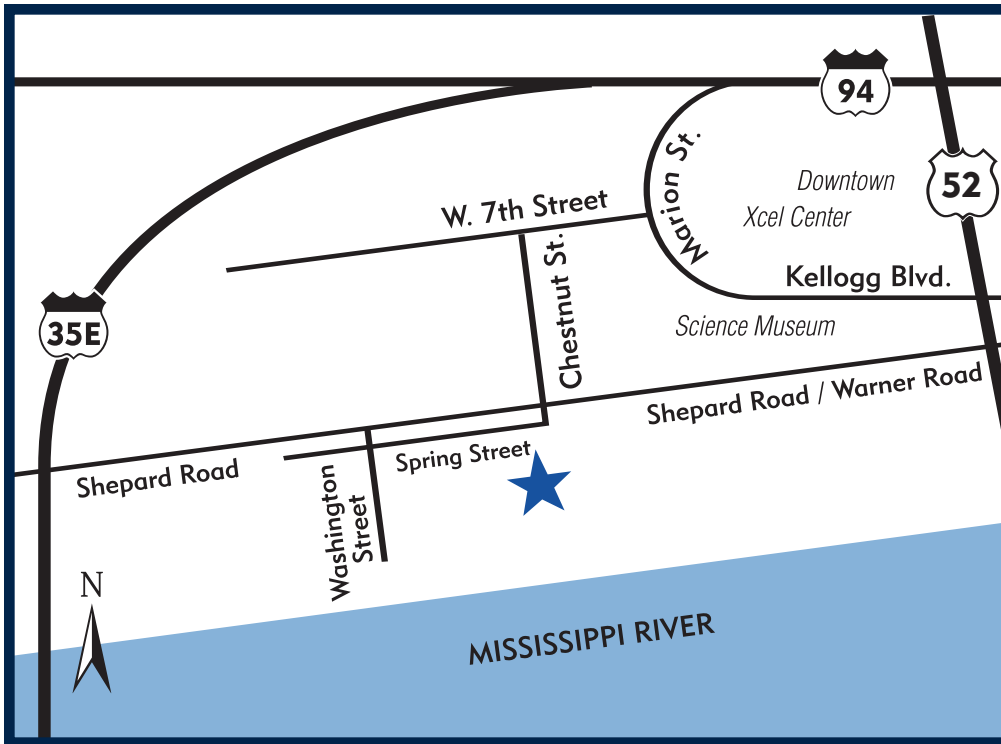 94
52
Marion St.
Downtown
Xcel Center
W. 7th Street
Chestnut St.
Kellogg Blvd.
Science Museum
35E
Shepard Road / Warner Road
Shepard Road
Spring Street
Washington
Street
N
MISSISSIPPI RIVER